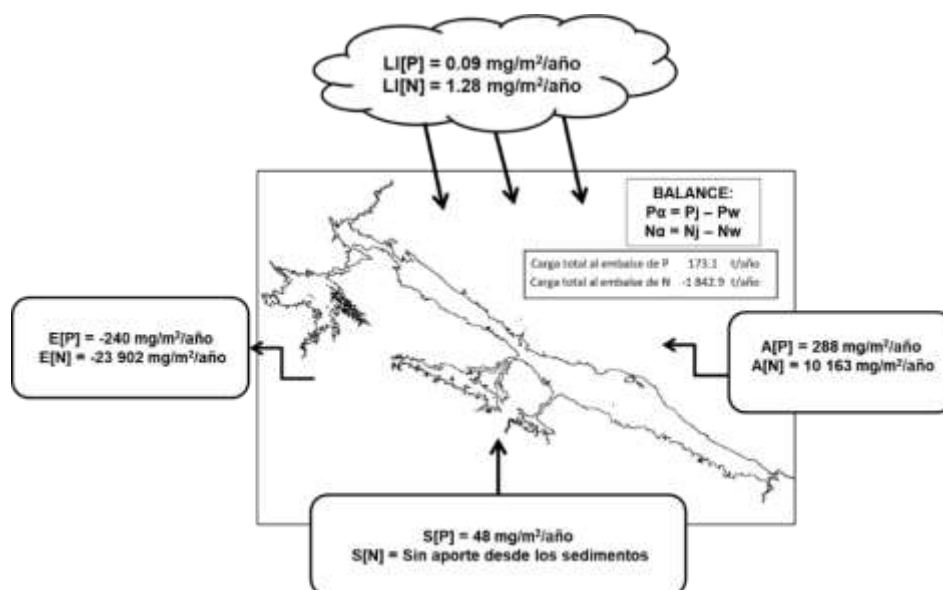 LI[P] = 0.09 mg/m²/año
LI[N] = 1.28 mg/m²/año
BALANCE:
Pα = Pj – Pw
Nα = Nj – Nw
Carga total al embalse de P 173.1 t/año
Carga total al embalse de N -1 842.9 t/año
E[P] = -240 mg/m²/año
E[N] = -23 902 mg/m²/año
A[P] = 288 mg/m²/año
A[N] = 10 163 mg/m²/año
S[P] = 48 mg/m²/año
S[N] = Sin aporte desde los sedimentos